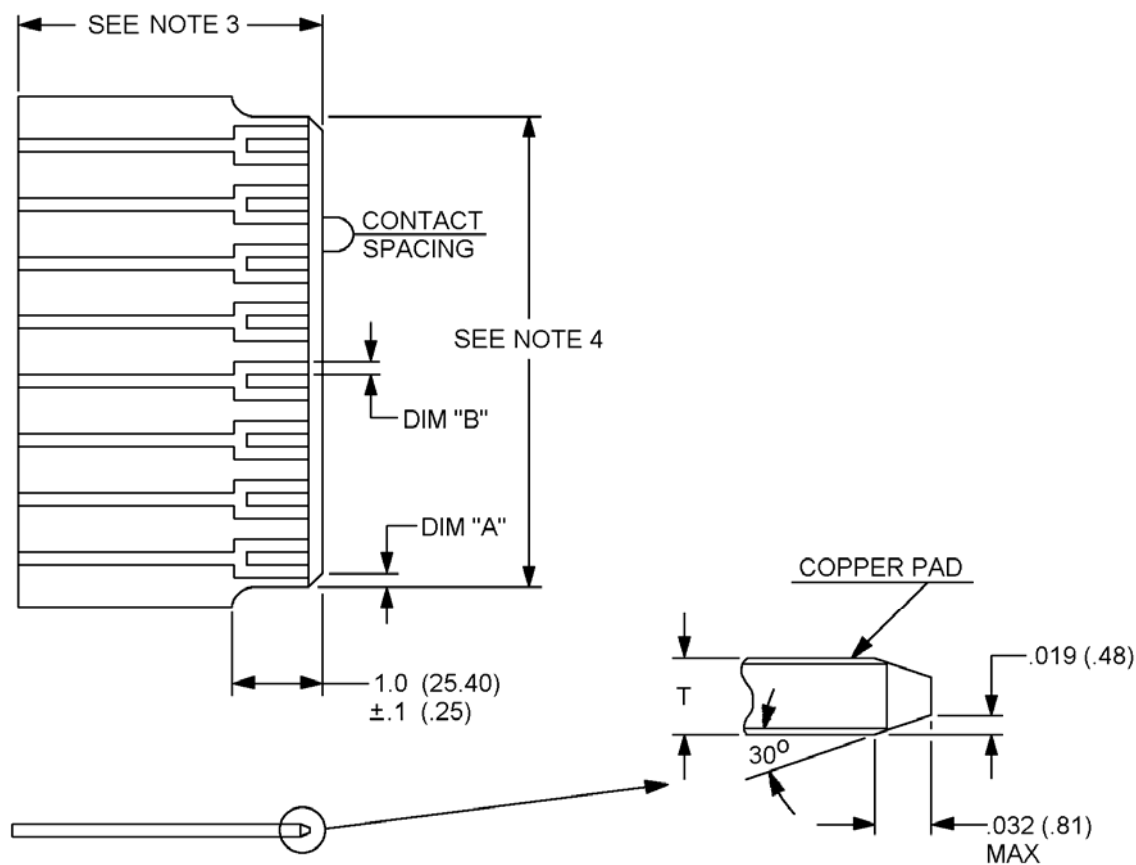 SEE NOTE 3
CONTACT
SPACING
SEE NOTE 4
DIM "B"
DIM "A"
1.0 (25.40)
±.1 (.25)
COPPER PAD
.019 (.48)
T
30°
.032 (.81)
MAX